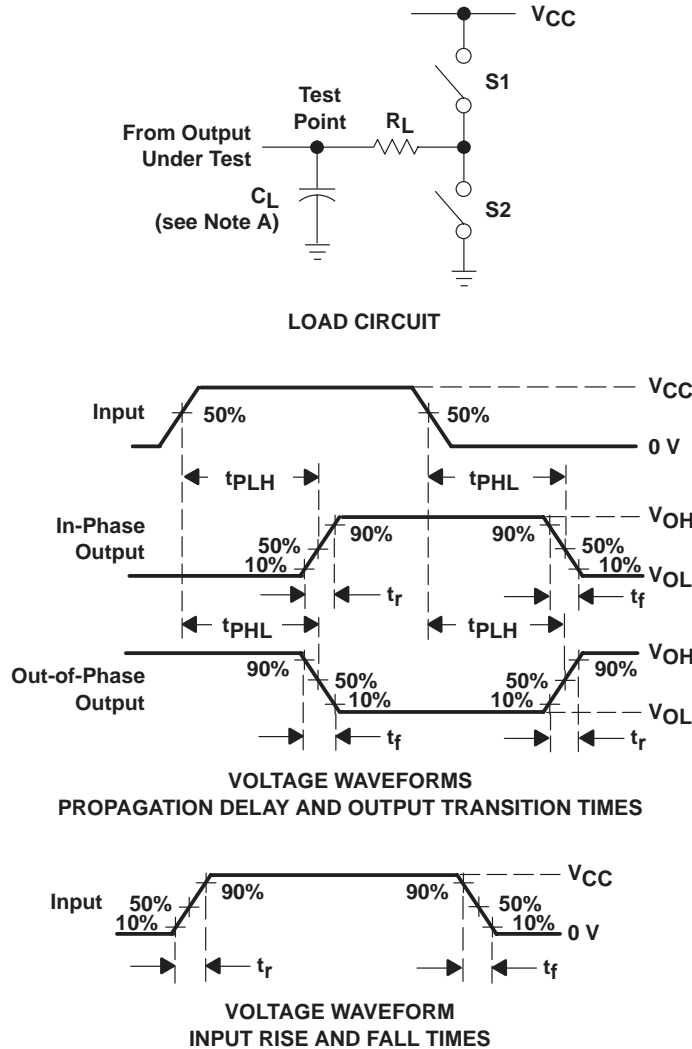 VCC
S1
Test
Point
RL
From Output
Under Test
CL
(see Note A)
S2
LOAD CIRCUIT
VCC
Input
50%
50%
0 V
tPLH
tPHL
In-Phase
Output
VOH
90%
90%
50%
50%
10%
10%
VOL
tr
tf
tPHL
tPLH
Out-of-Phase
Output
VOH
90%
90%
50%
50%
10%
10%
VOL
tf
tr
VOLTAGE WAVEFORMS
PROPAGATION DELAY AND OUTPUT TRANSITION TIMES
VCC
Input
90%
90%
50%
50%
10%
10%
0 V
tr
tf
VOLTAGE WAVEFORM
INPUT RISE AND FALL TIMES